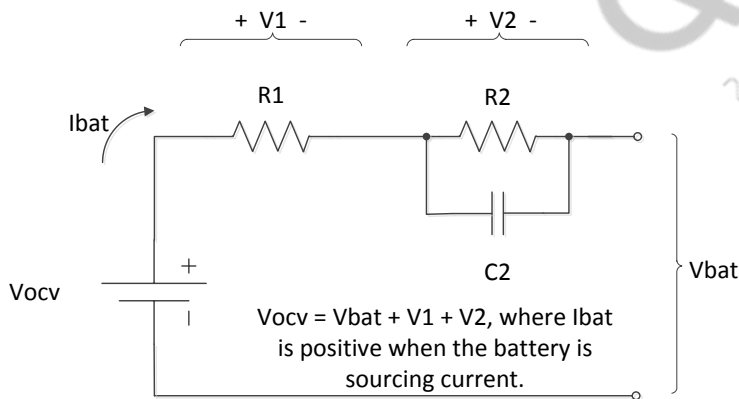 + V1 -
+ V2 -
R1
R2
Ibat
C2
Vocv
+
Vbat
Vocv = Vbat + V1 + V2, where Ibat
is positive when the battery is
sourcing current.